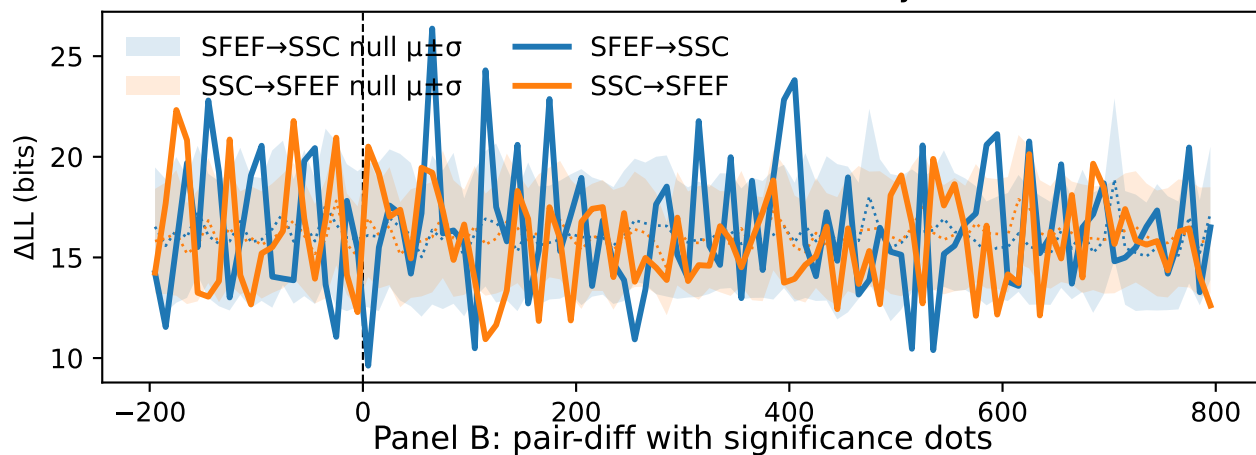 SFEF→SSC null μ±σ
SSC→SFEF null μ±σ
SFEF→SSC
SSC→SFEF
ΔLL (bits)
25
20
15
10
−200 0 200 400 600 800
Panel B: pair-diff with significance dots